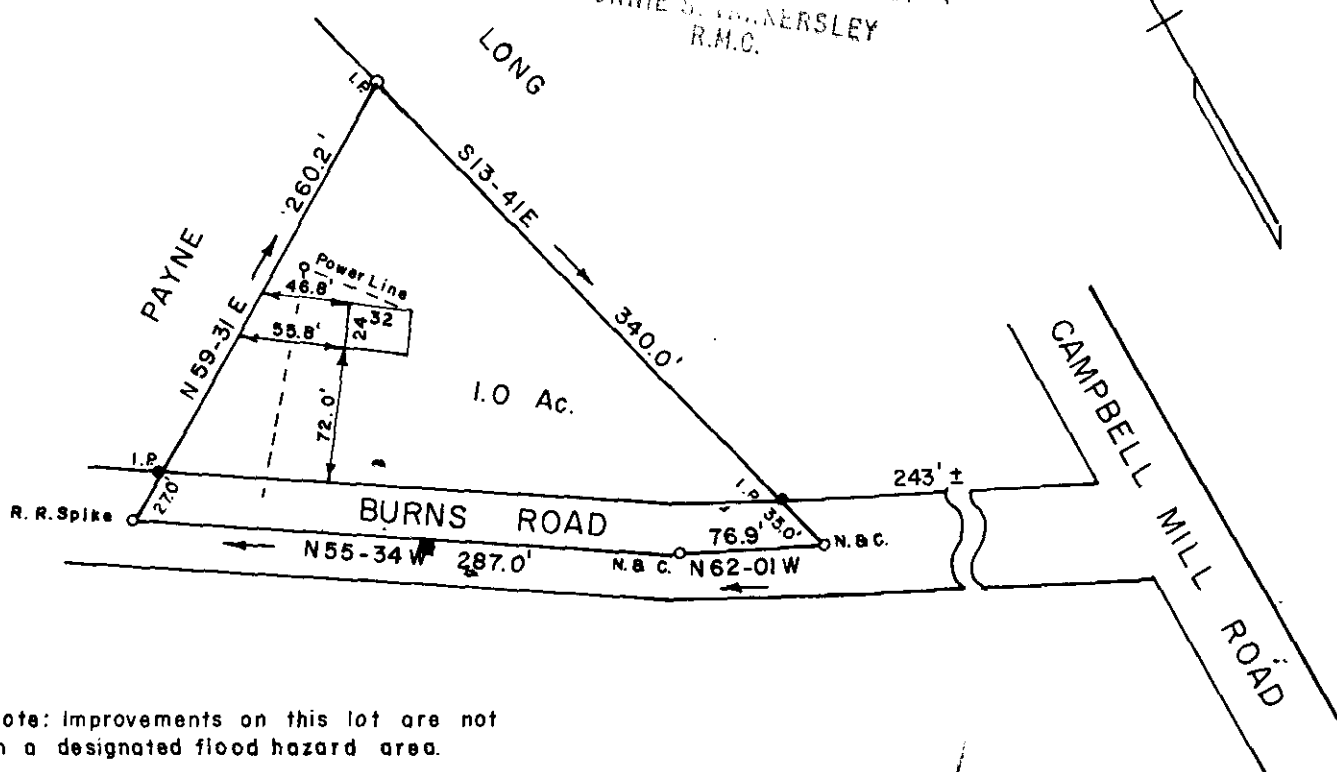 R.M.C.
LONG
I.P.
S13-41E
340.0'
260.2'
N59-31E
PAYNE
Power Line
46.8'
32
24
55.8'
72.0'
1.0 Ac.
CAMPBELL MILL ROAD
I.P.
27.0'
R.R.Spike
BURNS ROAD
I.P.
35.0'
243' ±
76.9'
N.&C.
N55-34W 287.0'
N.&C.
N62-01W
ote: Improvements on this lot are not
n a designated flood hazard area.